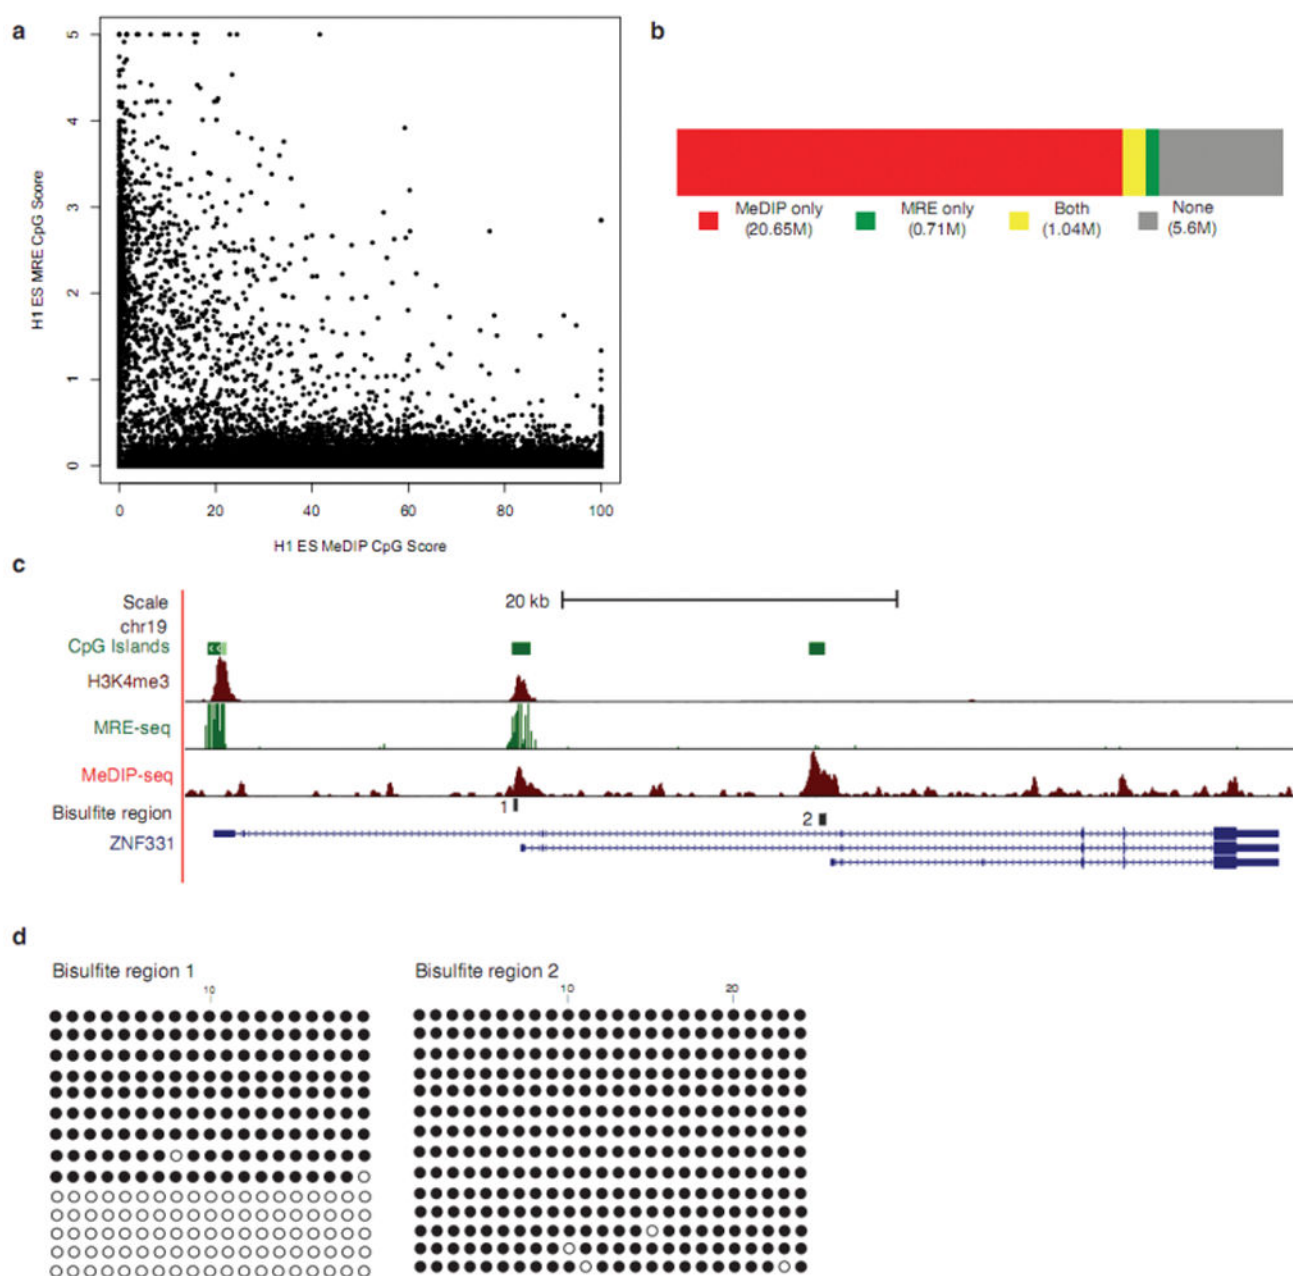 a
5
4
3
2
1
0
H1 ES MRE CpG Score
0 20 40 60 80 100
H1 ES MeDIP CpG Score
b
MeDIP only
(20.65M)
MRE only
(0.71M)
Both
(1.04M)
None
(5.6M)
c
Scale
20 kb
chr19
CpG Islands
H3K4me3
MRE-seq
MeDIP-seq
Bisulfite region
1
2
ZNF331
d
Bisulfite region 1
10
Bisulfite region 2
10 20